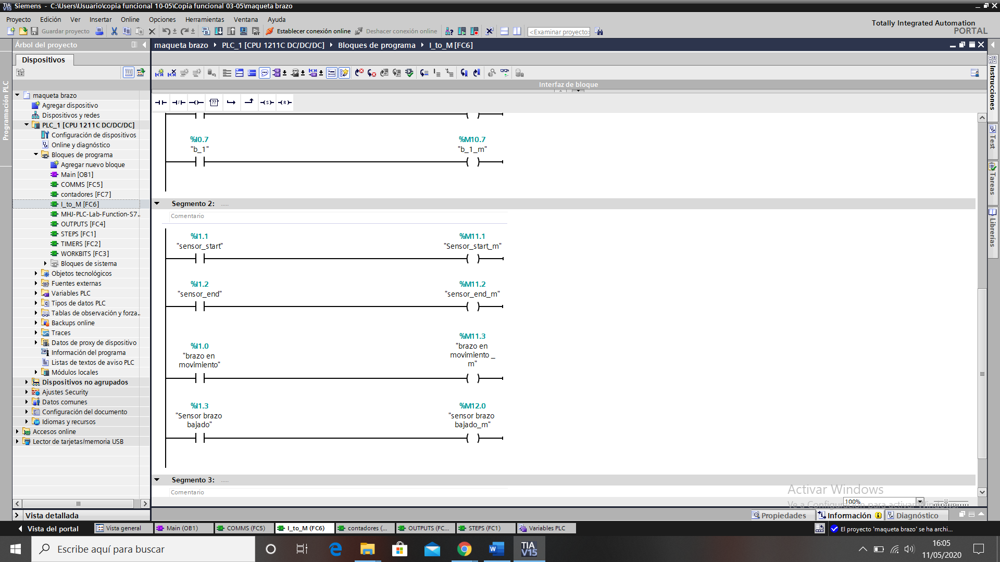 Siemens - C:\Users\Usuario\copia funcional 10-05\Copia funcional 03-05\maqueta brazo
Proyecto Edición Ver Insertar Online Opciones Herramientas Ventana Ayuda
Totally Integrated Automation
PORTAL
Guardar proyecto
Establecer conexión online
Deshacer conexión online
<Examinar proyecto>
Árbol del proyecto
maqueta brazo PLC_1 [CPU 1211C DC/DC/DC] Bloques de programa I_to_M [FC6]
Dispositivos
Programación PLC
maqueta brazo
Agregar dispositivo
Dispositivos y redes
PLC_1 [CPU 1211C DC/DC/DC]
Configuración de dispositivos
Online y diagnóstico
Bloques de programa
Agregar nuevo bloque
Main [OB1]
COMMS [FC5]
contadores [FC7]
I_to_M [FC6]
MHJ-PLC-Lab-Function-S7..
OUTPUTS [FC4]
STEPS [FC1]
TIMERS [FC2]
WORKBITS [FC3]
Bloques de sistema
Objetos tecnológicos
Fuentes externas
Variables PLC
Tipos de datos PLC
Tablas de observación y forza..
Backups online
Traces
Datos de proxy de dispositivo
Información del programa
Listas de textos de aviso PLC
Módulos locales
Dispositivos no agrupados
Ajustes Security
Datos comunes
Configuración del documento
Idiomas y recursos
Accesos online
Lector de tarjetas/memoria USB
Vista detallada
Interfaz de bloque
%I0.7
"b_1"
%M10.7
"b_1_m"
Segmento 2: .....
Comentario
%I1.1
"sensor_start"
%M11.1
"Sensor_start_m"
%I1.2
"sensor_end"
%M11.2
"sensor_end_m"
%I1.0
"brazo en
movimiento"
%M11.3
"brazo en
movimiento _
m"
%I1.3
"Sensor brazo
bajado"
%M12.0
"sensor brazo
bajado_m"
Segmento 3: .....
Comentario
Activar Windows
Ve a Configuración para activar Windows.
100%
Instrucciones
Test
Tareas
Librerías
Propiedades
Información
Diagnóstico
Vista del portal
Vista general
Main (OB1)
COMMS (FC5)
I_to_M (FC6)
contadores (...
OUTPUTS (FC...
STEPS (FC1)
Variables PLC
El proyecto 'maqueta brazo' se ha archi...
Escribe aquí para buscar
16:05
11/05/2020